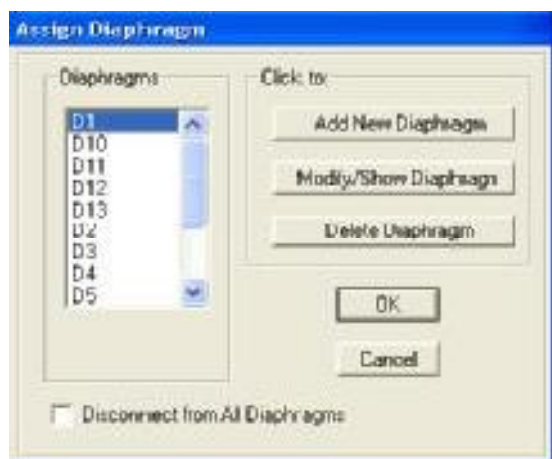 Assign Diaphragm
Diaphragms
D1
D10
D11
D12
D13
D2
D3
D4
D5
Click to:
Add New Diaphragm
Modify/Show Diaphragm
Delete Diaphragm
OK
Cancel
Disconnect from All Diaphragms